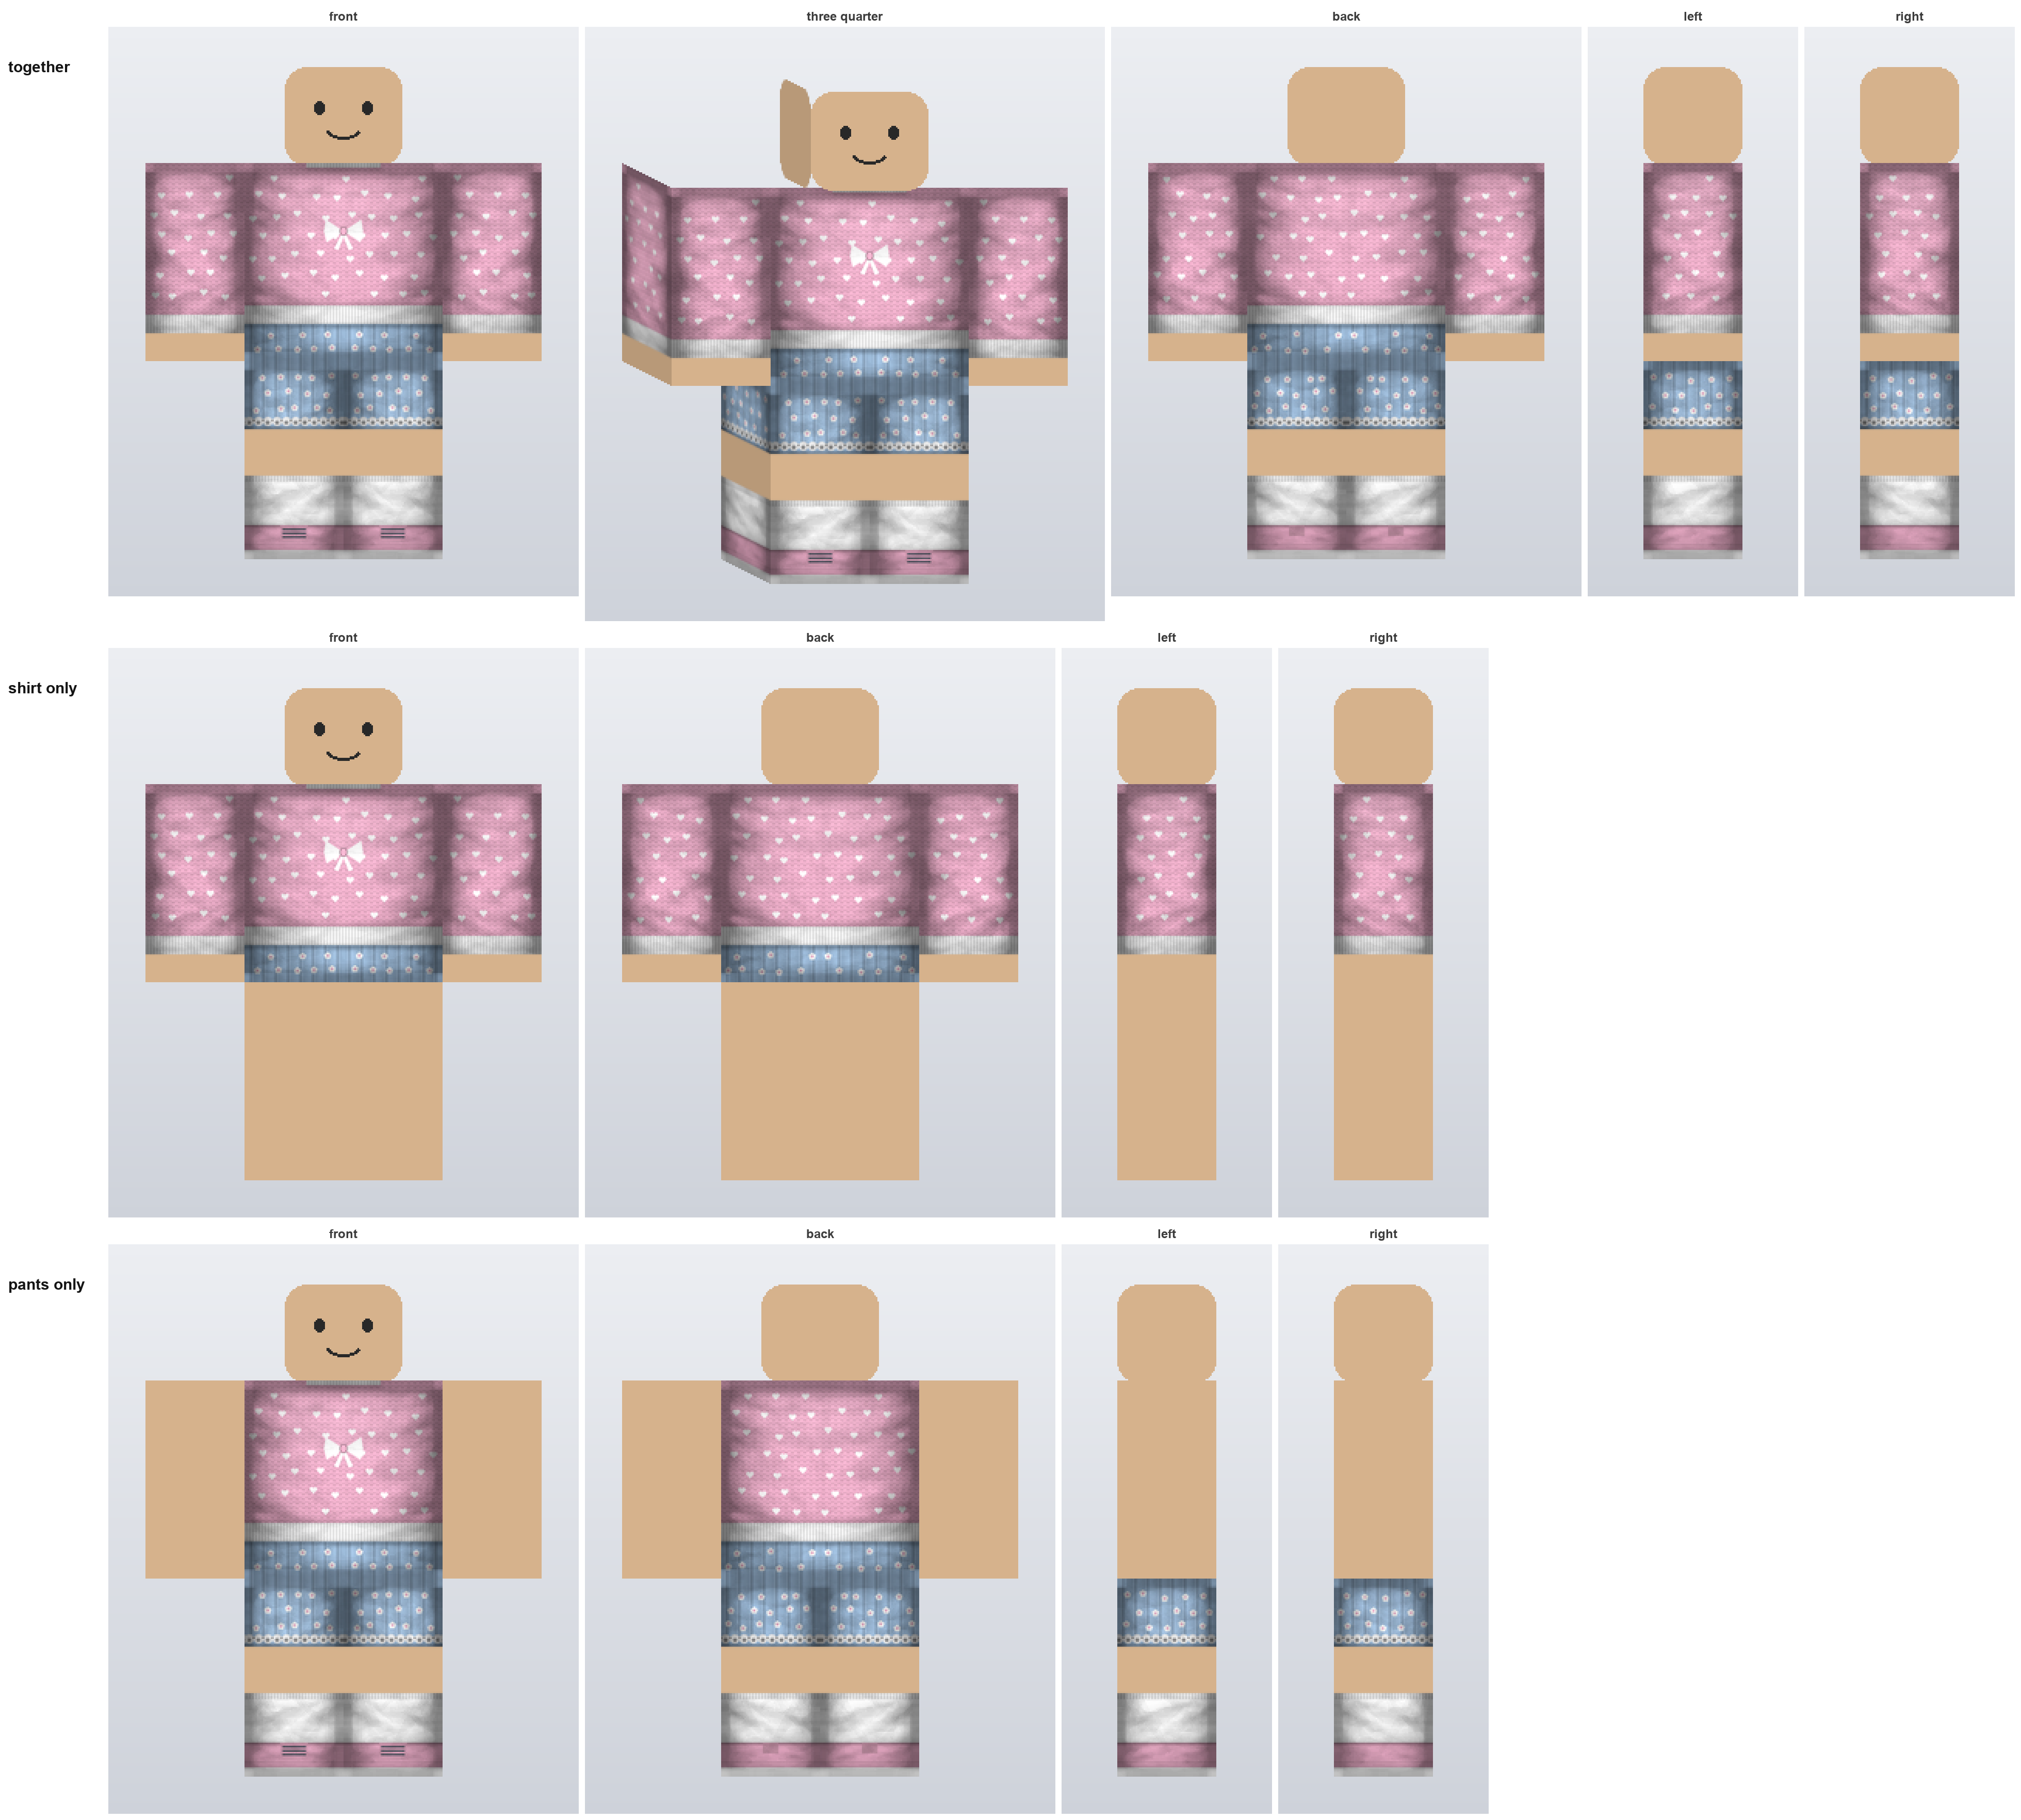 front
three quarter
back
left
right
together
front
back
left
right
shirt only
front
back
left
right
pants only